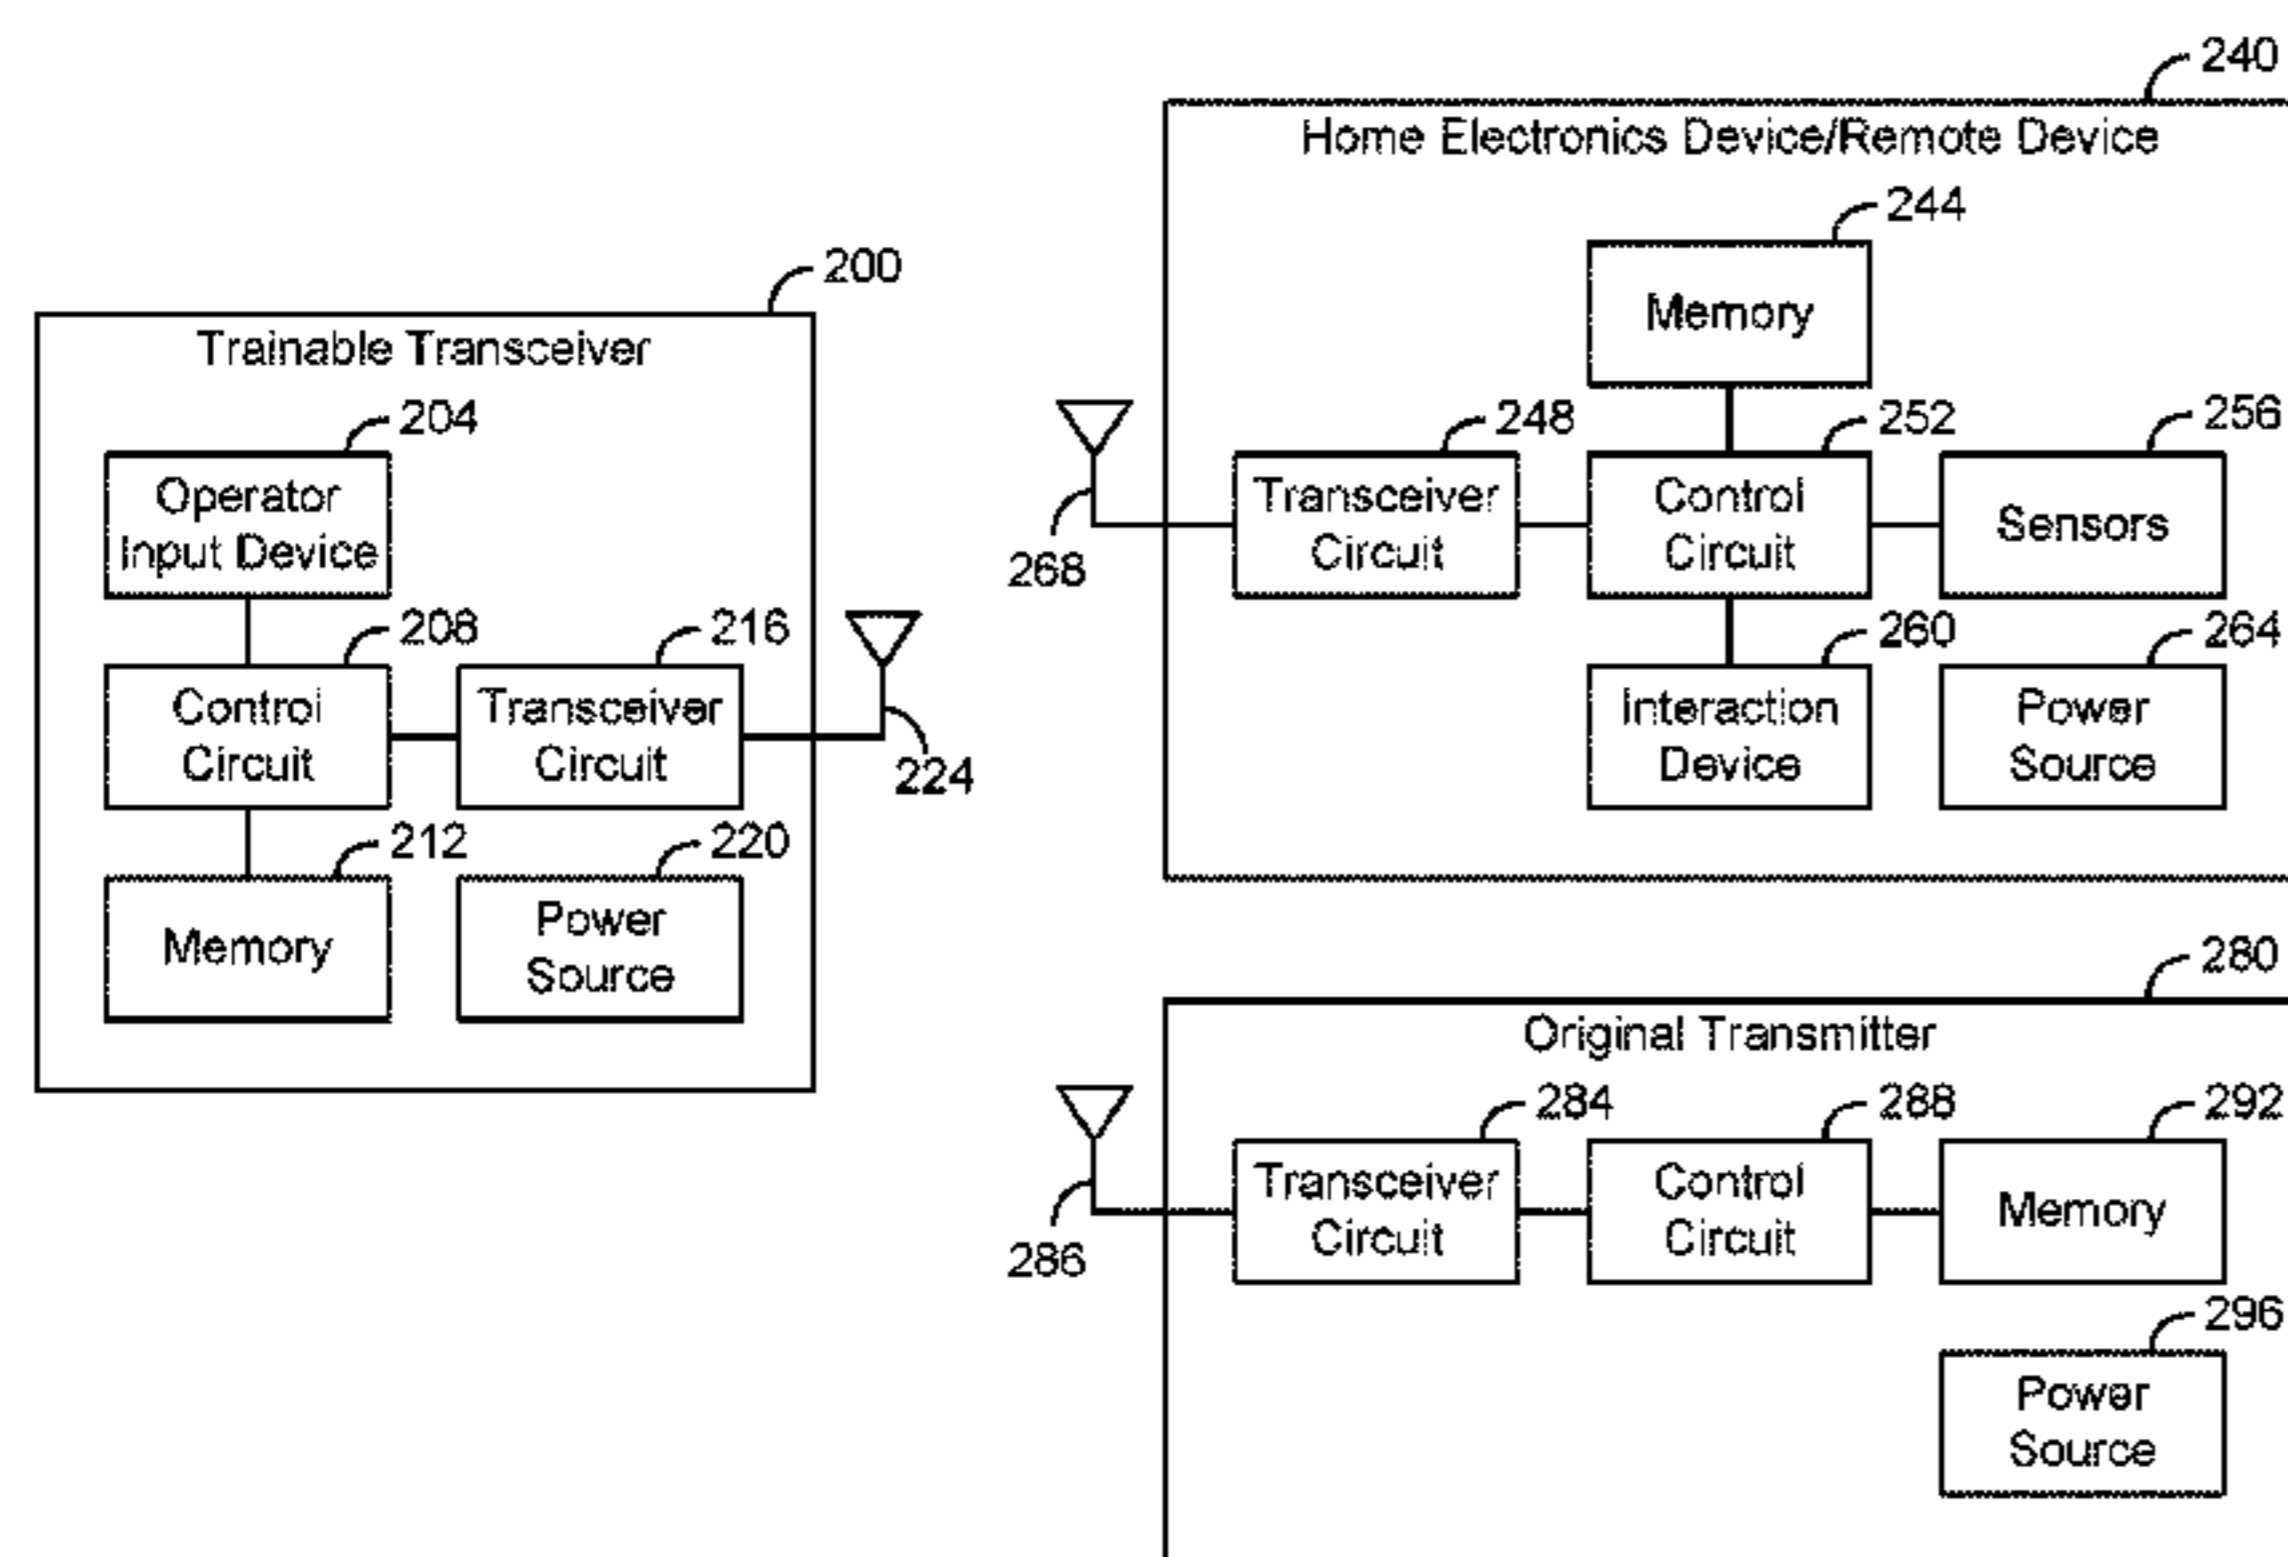 200
Trainable Transceiver
204
Operator
Input Device
208
Control
Circuit
216
Transceiver
Circuit
224
212
Memory
220
Power
Source
240
Home Electronics Device/Remote Device
244
Memory
268
248
Transceiver
Circuit
252
Control
Circuit
256
Sensors
260
Interaction
Device
264
Power
Source
280
Original Transmitter
286
284
Transceiver
Circuit
288
Control
Circuit
292
Memory
296
Power
Source